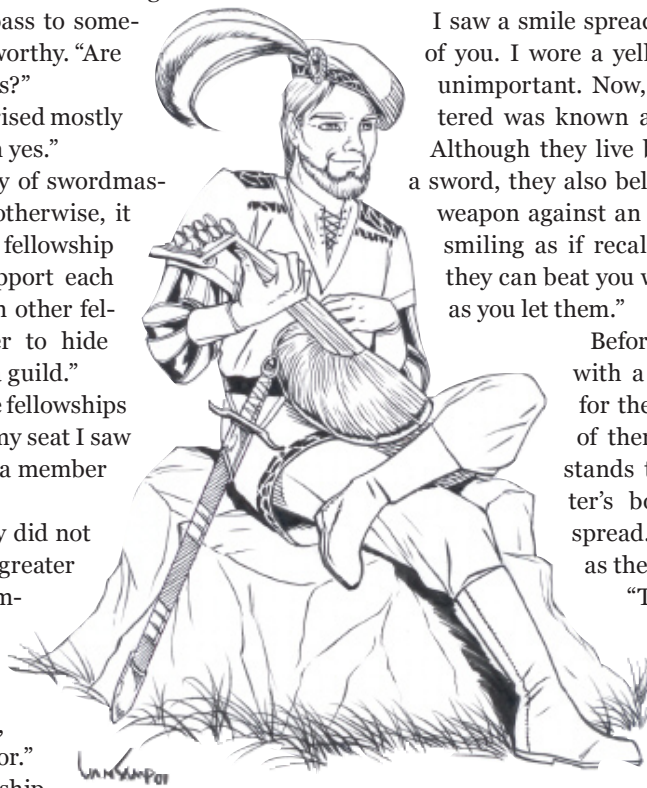 pass to some-
worthy. “Are
s?”
rised mostly
n yes.”
y of swordmas-
otherwise, it
fellowship
pport each
n other fel-
er to hide
guild.”
e fellowships
my seat I saw
a member
y did not
greater
m-
,
or.”
ship
I saw a smile spread
of you. I wore a yell
unimportant. Now,
tered was known a
Although they live b
a sword, they also bel
weapon against an
smiling as if recal
they can beat you w
as you let them.”
Befor
with a
for the
of them
stands t
ter’s bo
spread.
as the
“T